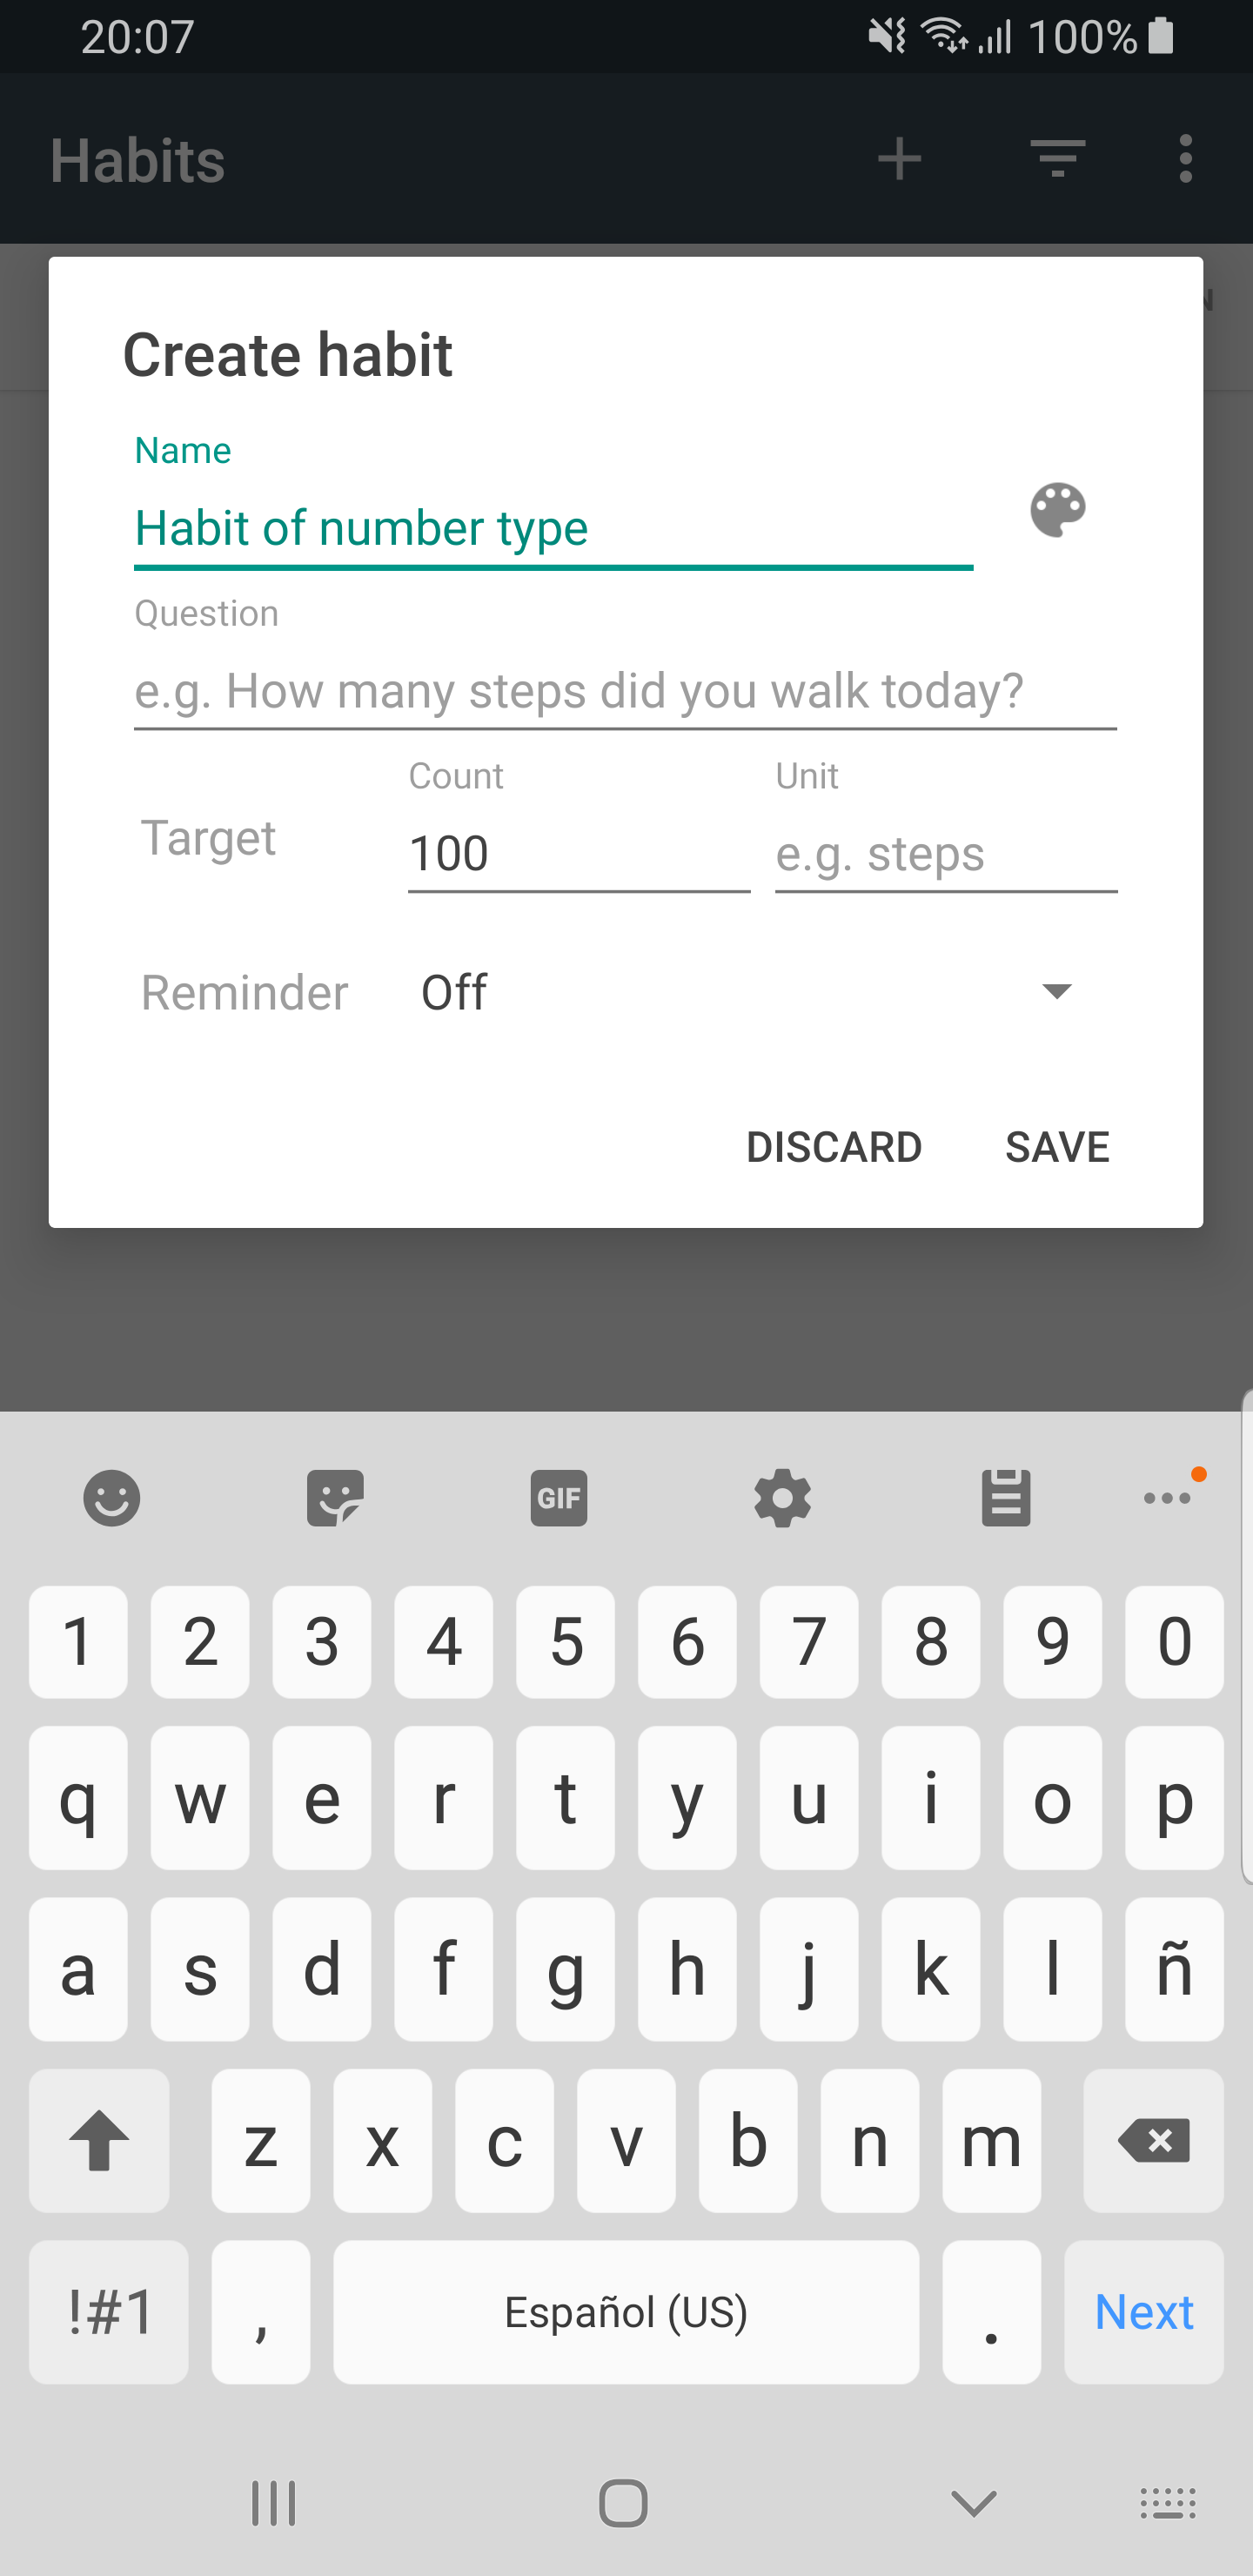 20:07 100%
Habits
N
Create habit
Name
Habit of number type
Question
e.g. How many steps did you walk today?
Count Unit
Target 100 e.g. steps
Reminder Off
DISCARD SAVE
GIF
1 2 3 4 5 6 7 8 9 0
q w e r t y u i o p
a s d f g h j k l ñ
z x c v b n m
!#1 , Español (US) . Next